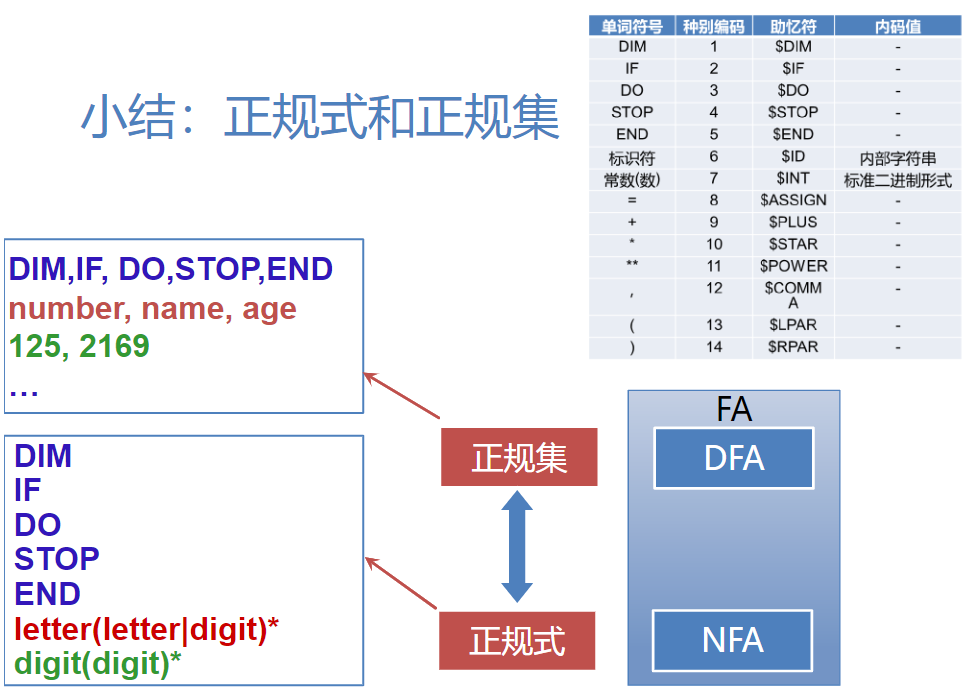 小结：正规式和正规集
单词符号 种别编码 助忆符 内码值
DIM 1 $DIM -
IF 2 $IF -
DO 3 $DO -
STOP 4 $STOP -
END 5 $END -
标识符 6 $ID 内部字符串
常数(数) 7 $INT 标准二进制形式
= 8 $ASSIGN -
+ 9 $PLUS -
* 10 $STAR -
** 11 $POWER -
, 12 $COMM -
A
( 13 $LPAR -
) 14 $RPAR -
DIM,IF, DO,STOP,END
number, name, age
125, 2169
...
DIM
IF
DO
STOP
END
letter(letter|digit)*
digit(digit)*
正规集
正规式
FA
DFA
NFA